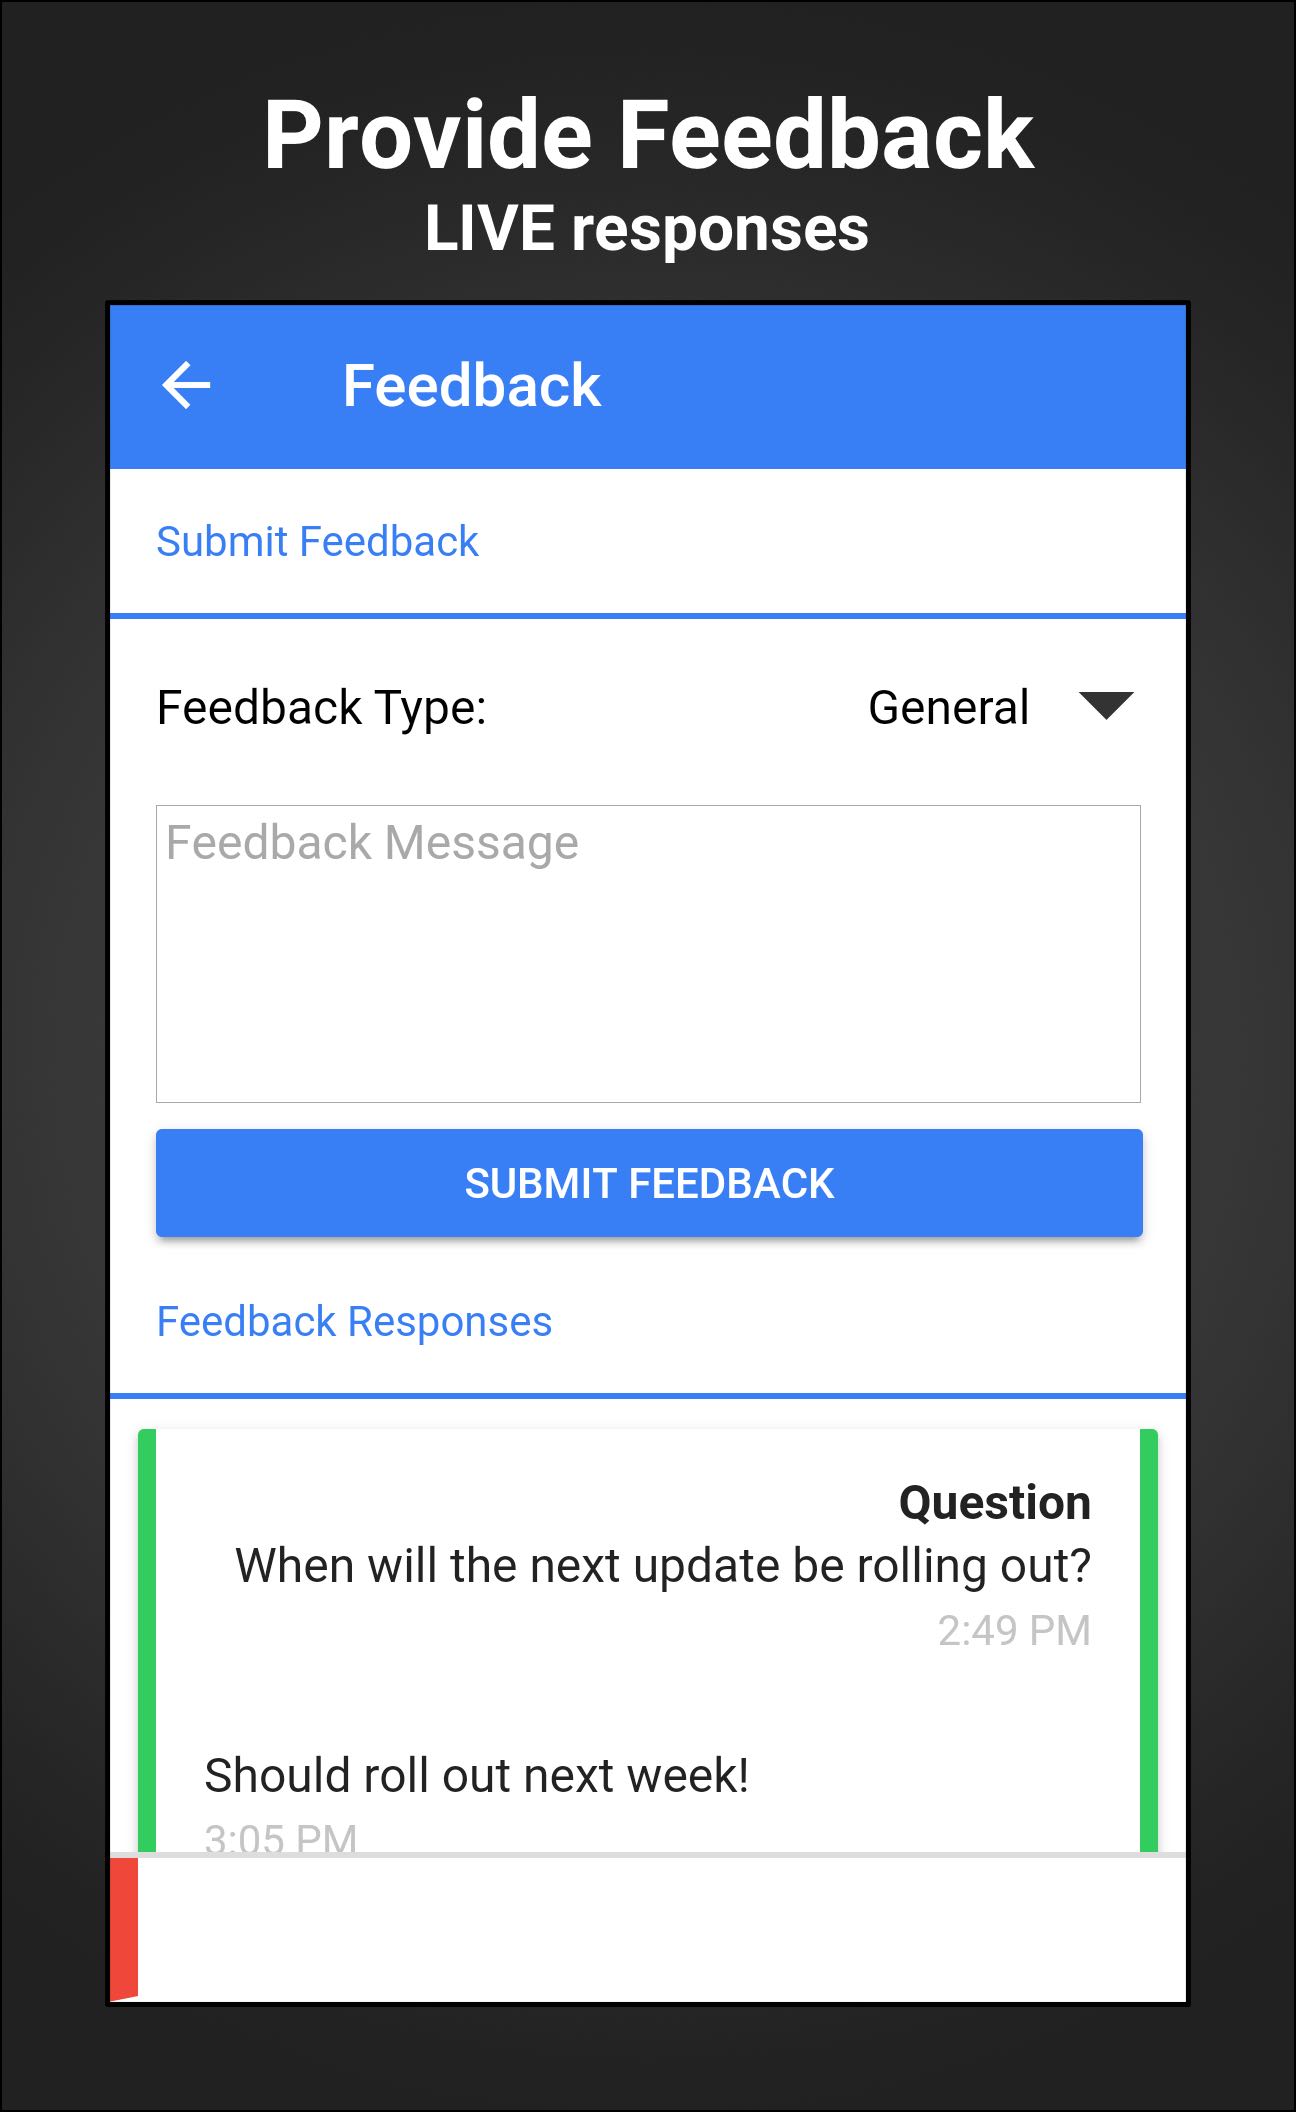 Provide Feedback
LIVE responses
Feedback
Submit Feedback
Feedback Type: General
Feedback Message
SUBMIT FEEDBACK
Feedback Responses
Question
When will the next update be rolling out?
2:49 PM
Should roll out next week!
3:05 PM